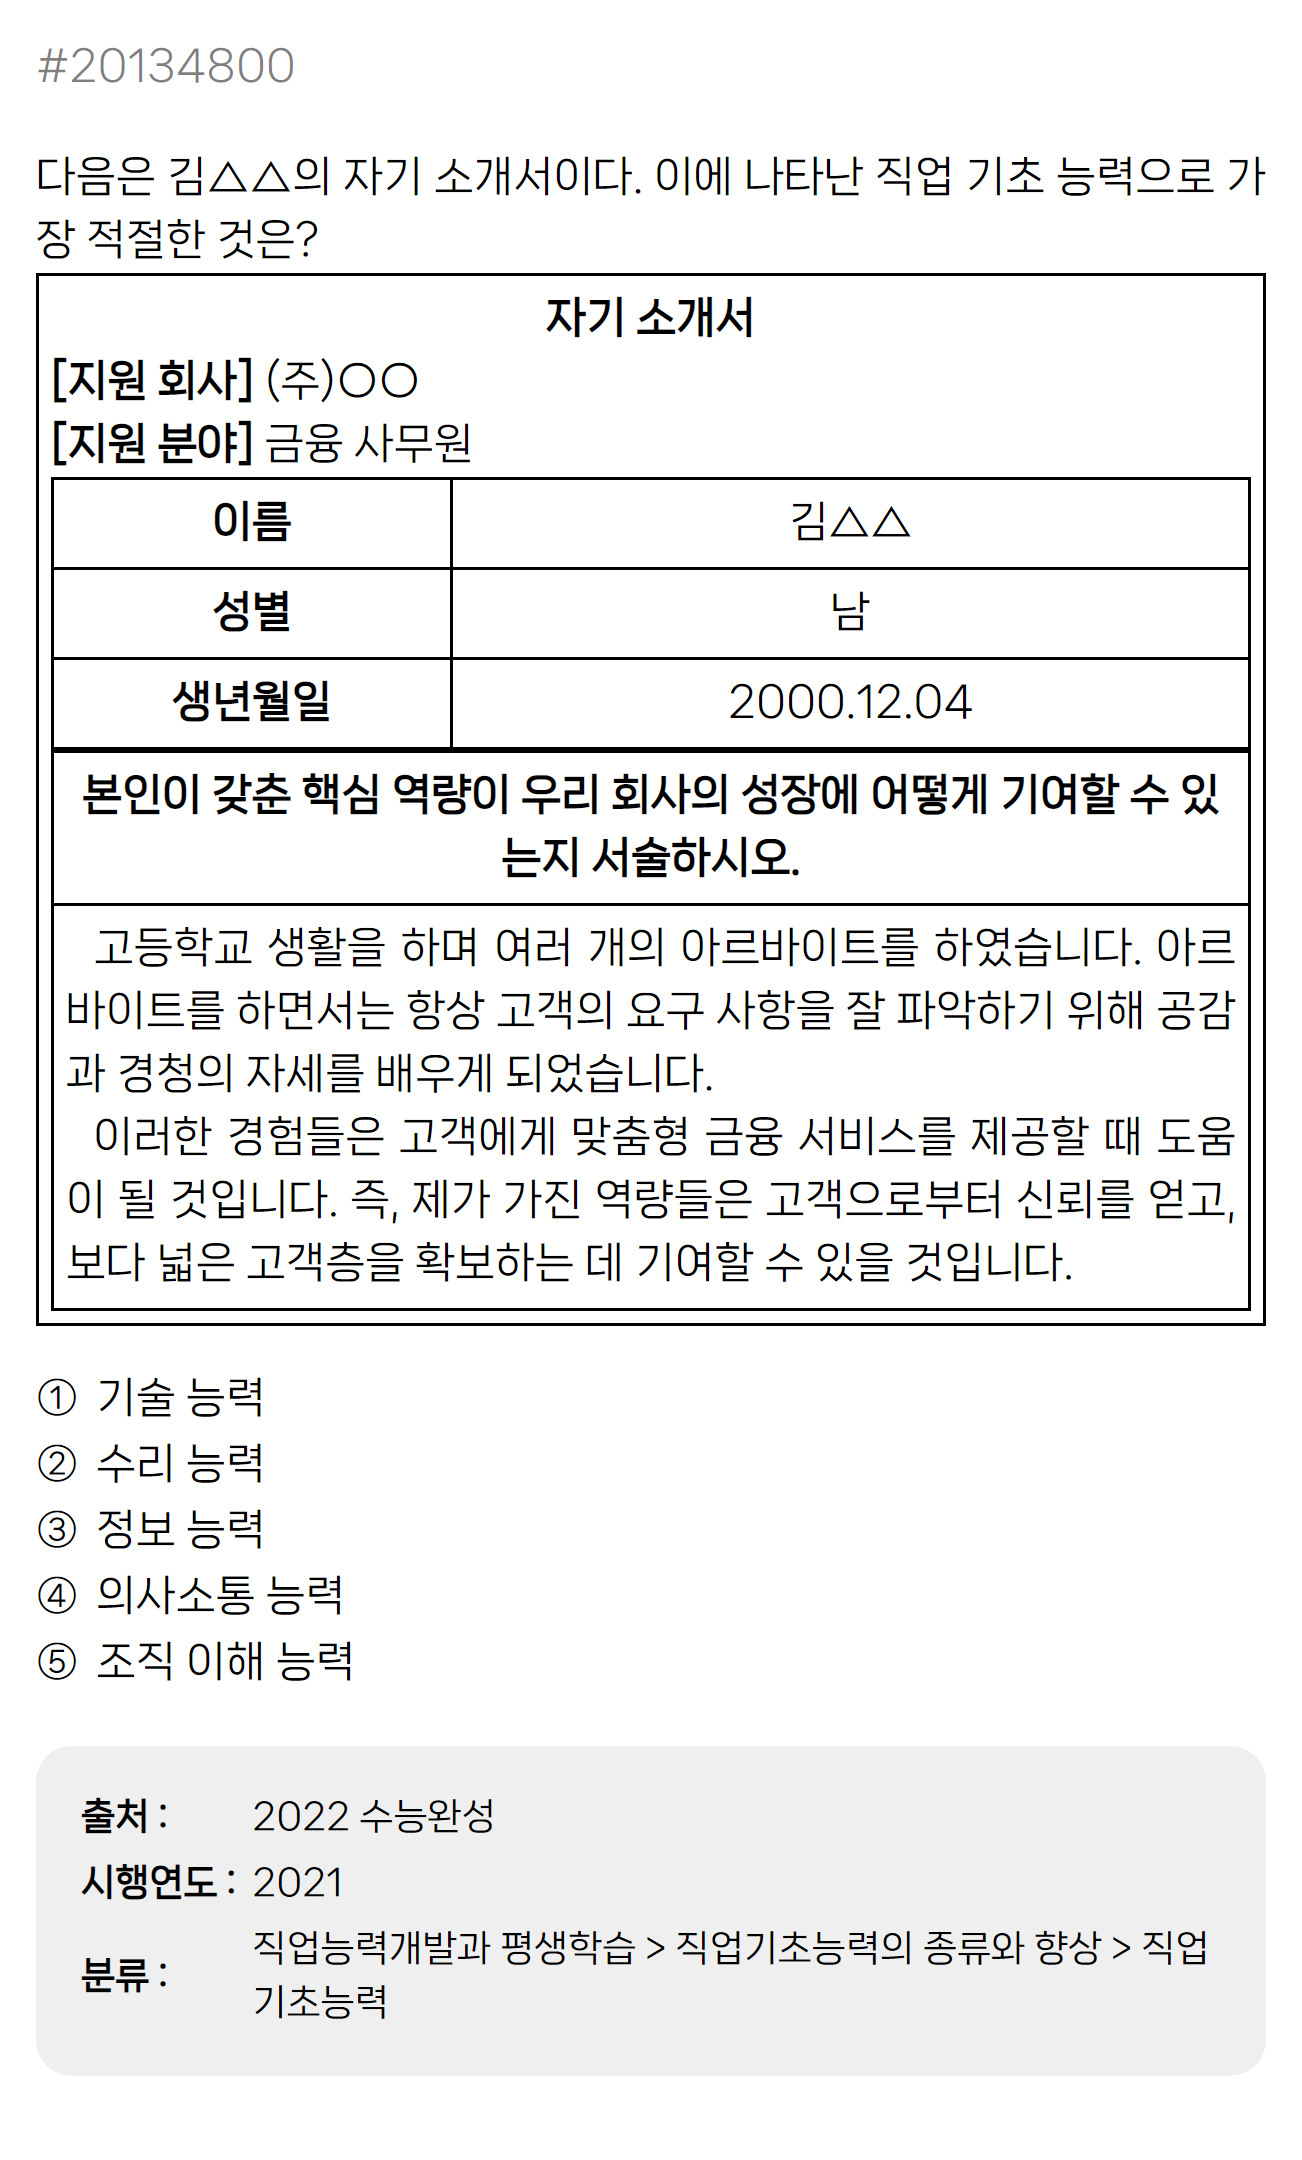 #20134800
다음은 김△△의 자기 소개서이다. 이에 나타난 직업 기초 능력으로 가
장 적절한 것은?
자기 소개서
[지원 회사] (주)○○
[지원 분야] 금융 사무원
이름 김△△
성별 남
생년월일 2000.12.04
본인이 갖춘 핵심 역량이 우리 회사의 성장에 어떻게 기여할 수 있
는지 서술하시오.
고등학교 생활을 하며 여러 개의 아르바이트를 하였습니다. 아르
바이트를 하면서는 항상 고객의 요구 사항을 잘 파악하기 위해 공감
과 경청의 자세를 배우게 되었습니다.
이러한 경험들은 고객에게 맞춤형 금융 서비스를 제공할 때 도움
이 될 것입니다. 즉, 제가 가진 역량들은 고객으로부터 신뢰를 얻고,
보다 넓은 고객층을 확보하는 데 기여할 수 있을 것입니다.
① 기술 능력
② 수리 능력
③ 정보 능력
④ 의사소통 능력
⑤ 조직 이해 능력
출처 : 2022 수능완성
시행연도 : 2021
분류 : 직업능력개발과 평생학습 > 직업기초능력의 종류와 향상 > 직업
기초능력